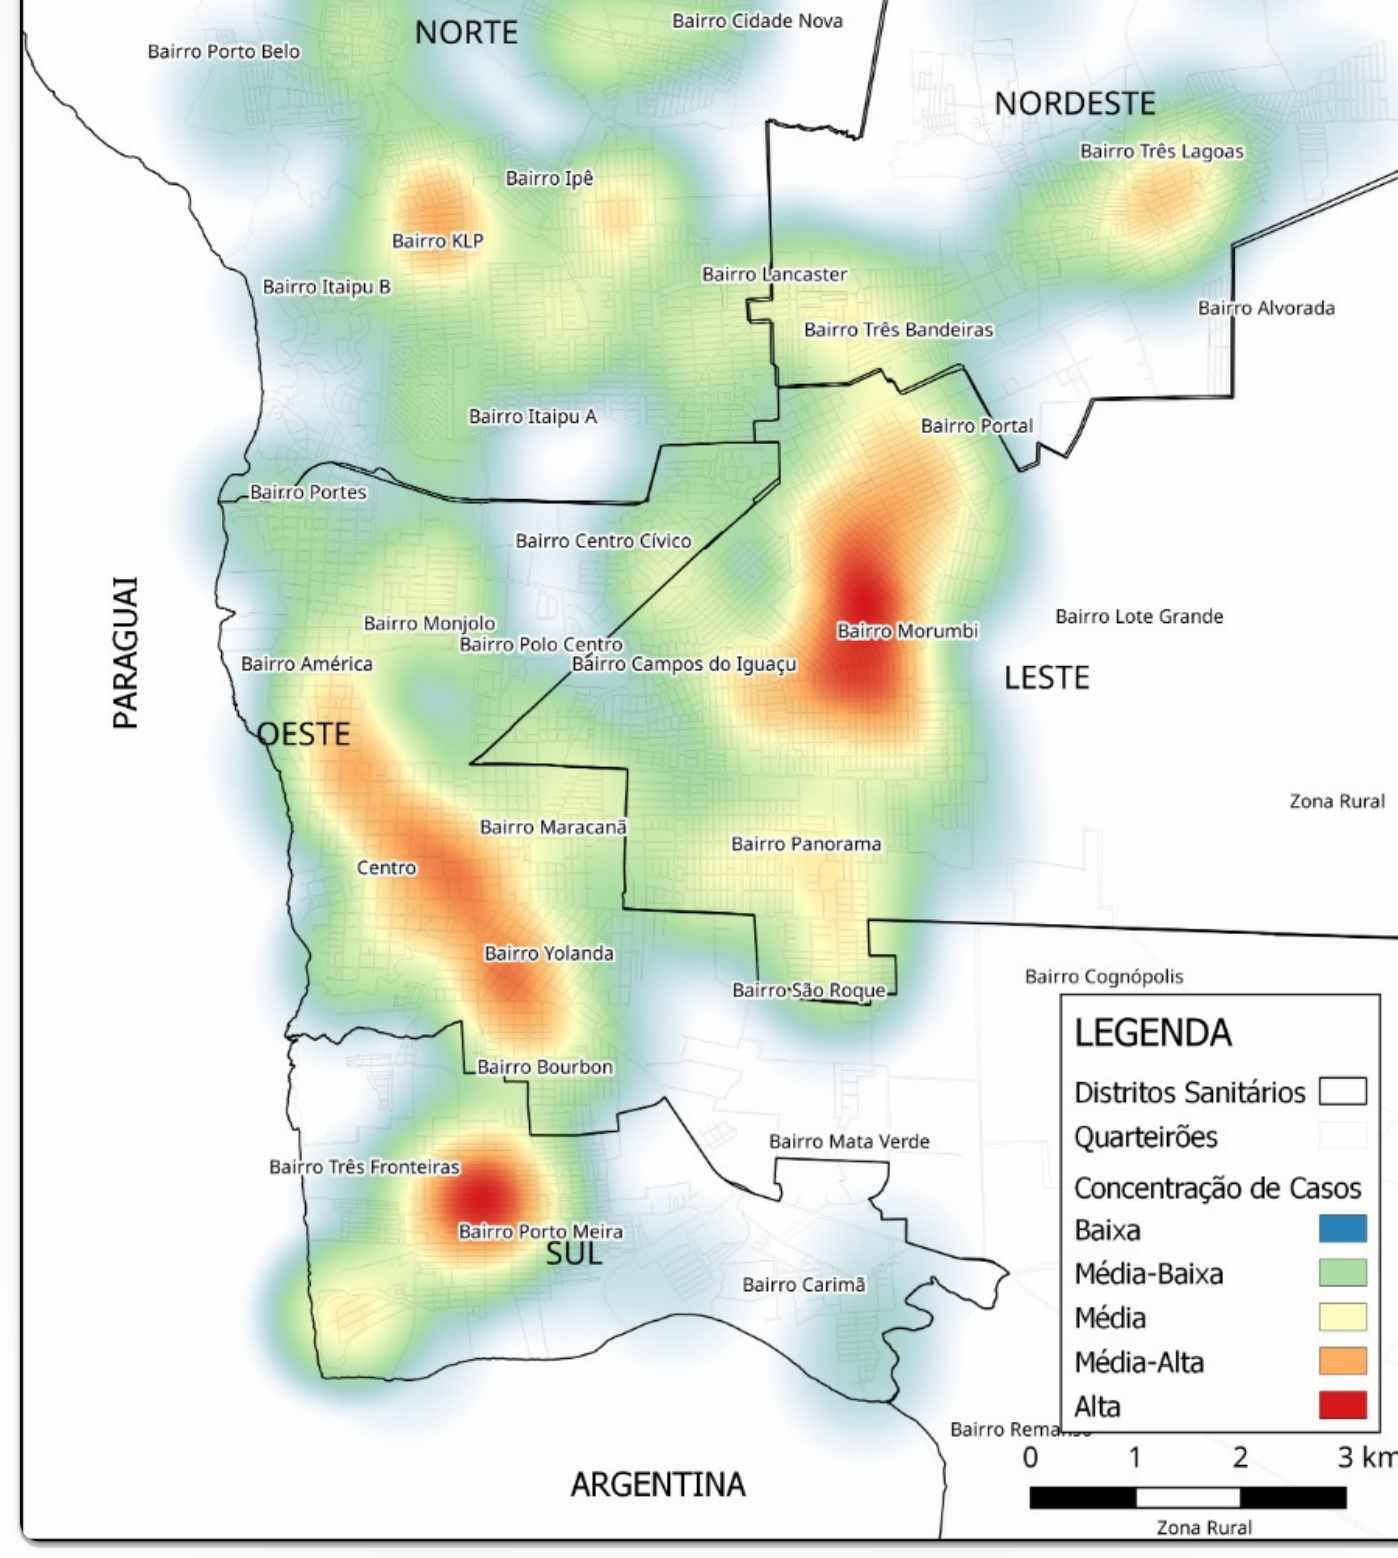 Bairro Cidade Nova
NORTE
Bairro Porto Belo
NORDESTE
Bairro Três Lagoas
Bairro Ipê
Bairro KLP
Bairro Lancaster
Bairro Itaipu B
Bairro Alvorada
Bairro Três Bandeiras
Bairro Itaipu A
Bairro Portal
Bairro Portes
Bairro Centro Cívico
PARAGUAI
Bairro Lote Grande
Bairro Monjolo
Bairro Morumbi
Bairro Polo Centro
Bairro América
Bairro Campos do Iguaçu
LESTE
OESTE
Zona Rural
Bairro Maracanã
Bairro Panorama
Centro
Bairro Yolanda
Bairro Cognópolis
Bairro São Roque
Bairro Bourbon
Bairro Mata Verde
Bairro Três Fronteiras
Bairro Porto Meira
SUL
Bairro Carimã
LEGENDA
Distritos Sanitários
Quarteirões
Concentração de Casos
Baixa
Média-Baixa
Média
Média-Alta
Alta
Bairro Remanso
0 1 2 3 km
ARGENTINA
Zona Rural